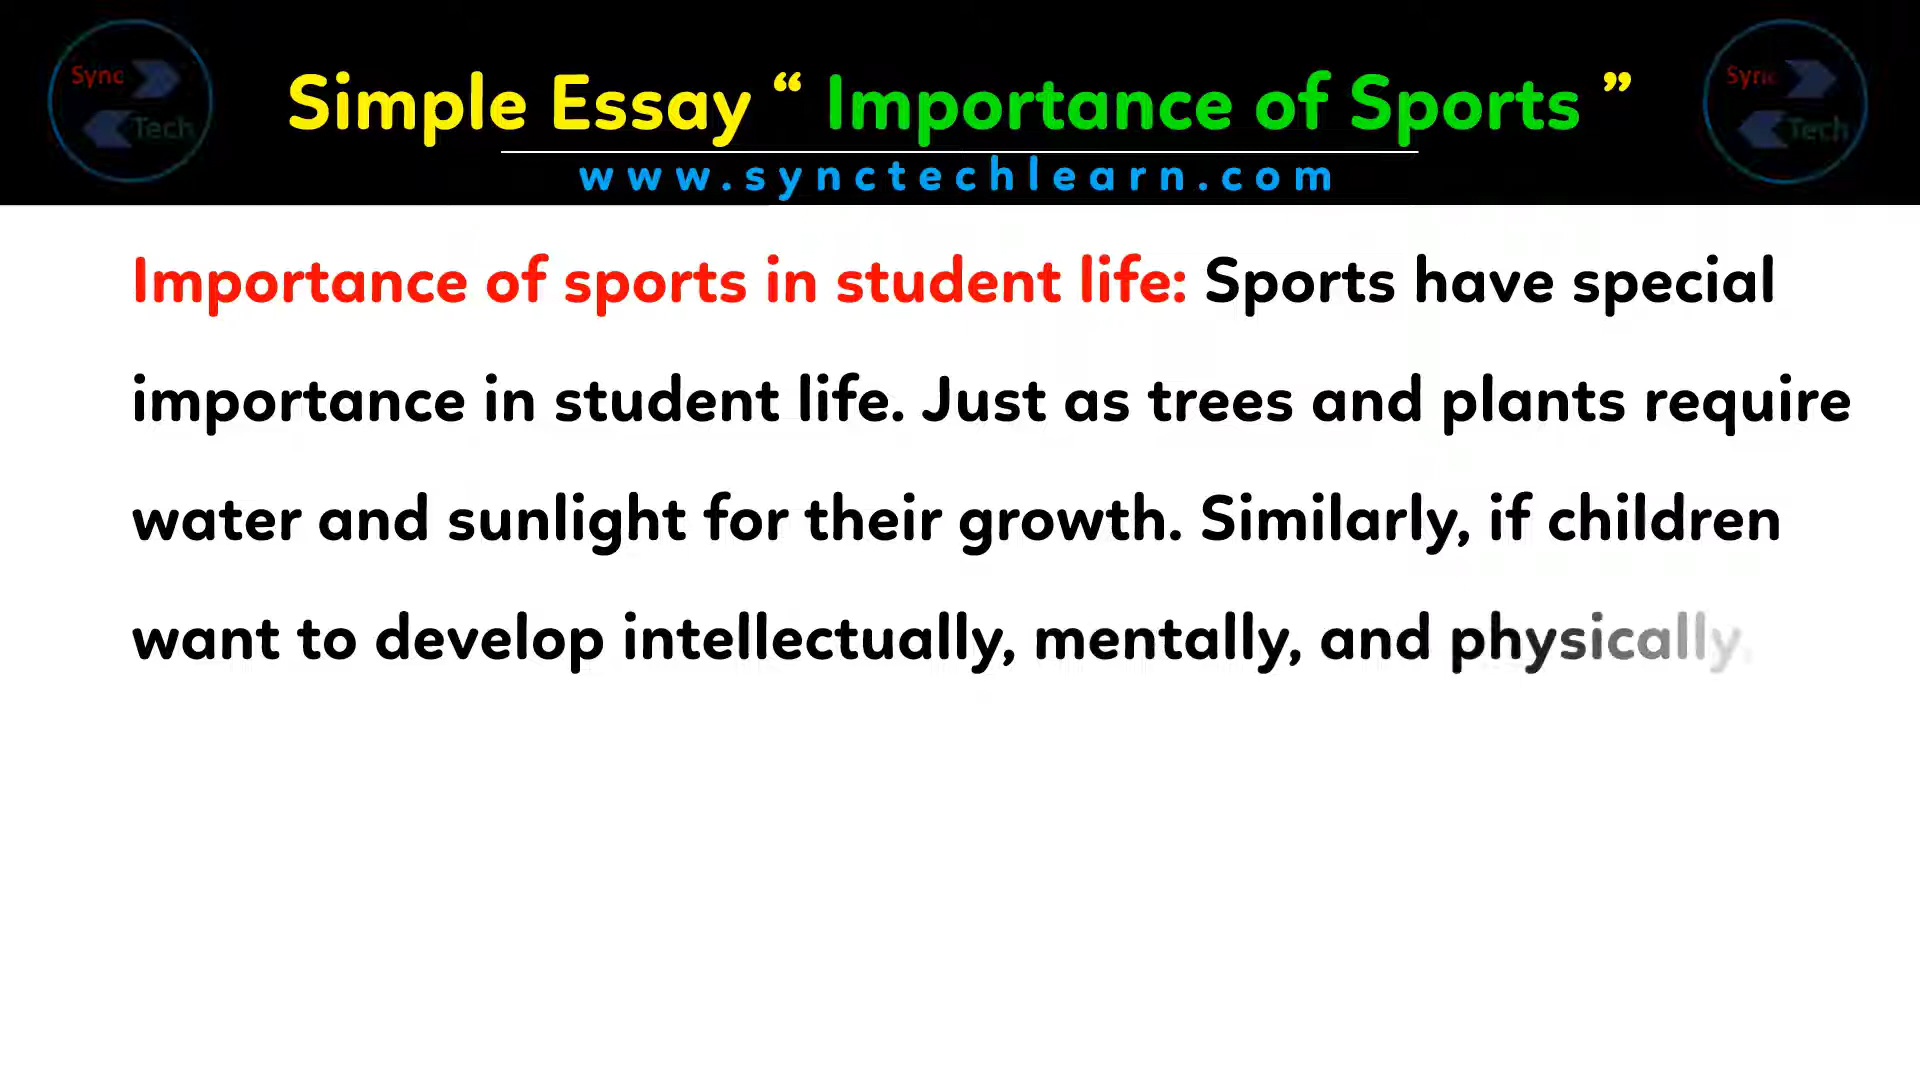 Sync
Tech
Simple Essay “ Importance of Sports ”
www.synctechlearn.com
Sync
Tech
Importance of sports in student life: Sports have special
importance in student life. Just as trees and plants require
water and sunlight for their growth. Similarly, if children
want to develop intellectually, mentally, and physically,